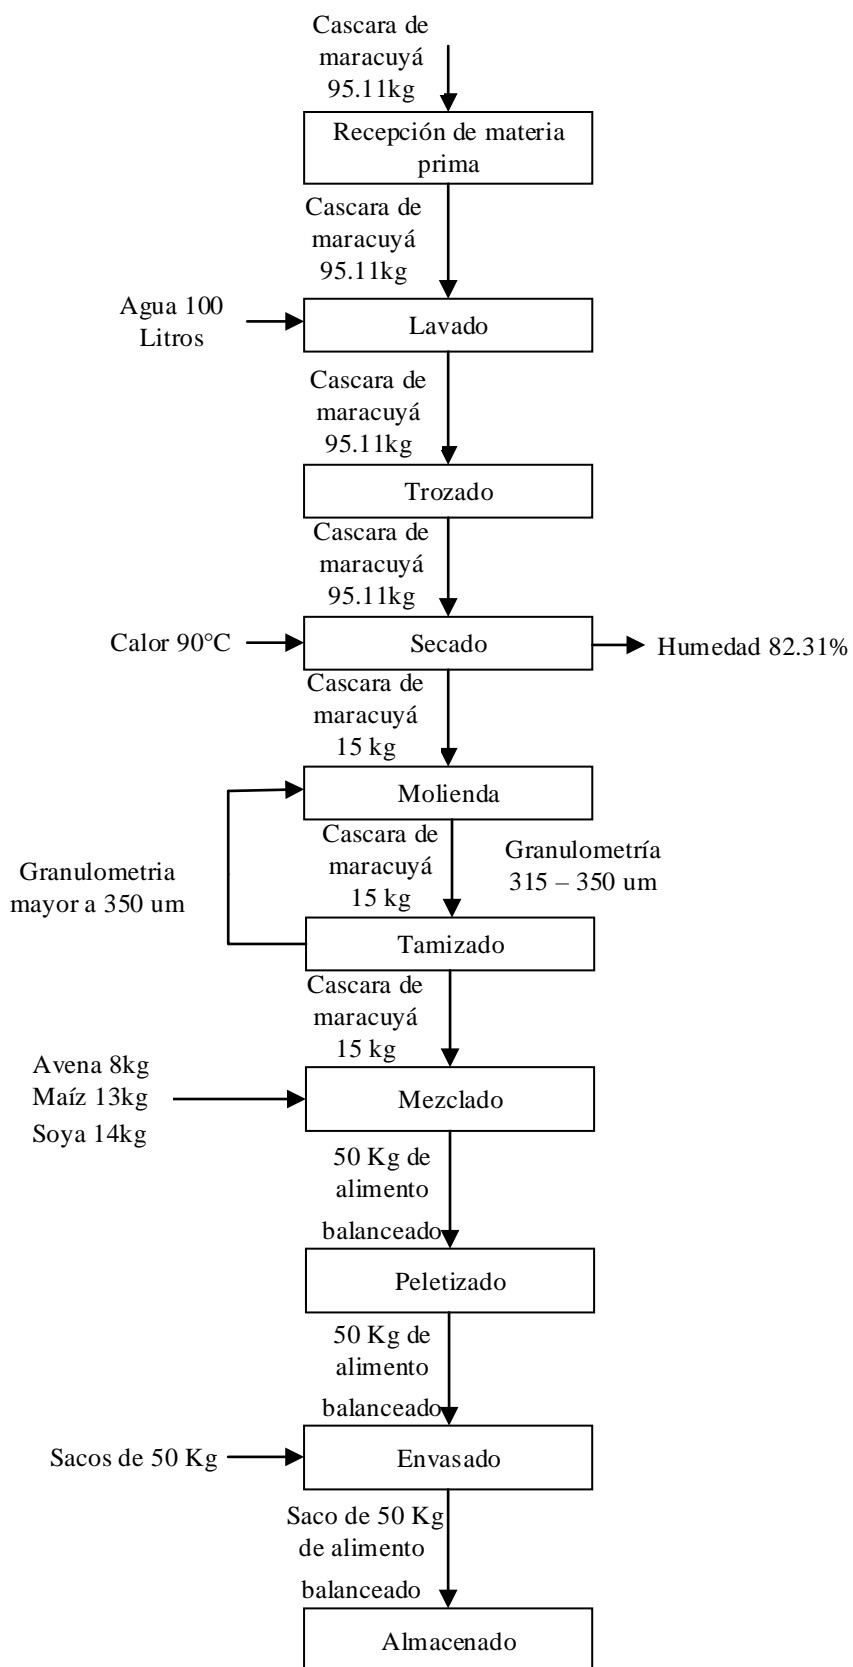 Cascara de
maracuyá
95.11kg
Recepción de materia
prima
Cascara de
maracuyá
95.11kg
Agua 100
Litros
Lavado
Cascara de
maracuyá
95.11kg
Trozado
Cascara de
maracuyá
95.11kg
Calor 90°C
Secado
Humedad 82.31%
Cascara de
maracuyá
15 kg
Molienda
Cascara de
maracuyá
15 kg
Granulometría
315 – 350 um
Granulometria
mayor a 350 um
Tamizado
Cascara de
maracuyá
15 kg
Avena 8kg
Maíz 13kg
Soya 14kg
Mezclado
50 Kg de
alimento
balanceado
Peletizado
50 Kg de
alimento
balanceado
Sacos de 50 Kg
Envasado
Saco de 50 Kg
de alimento
balanceado
Almacenado